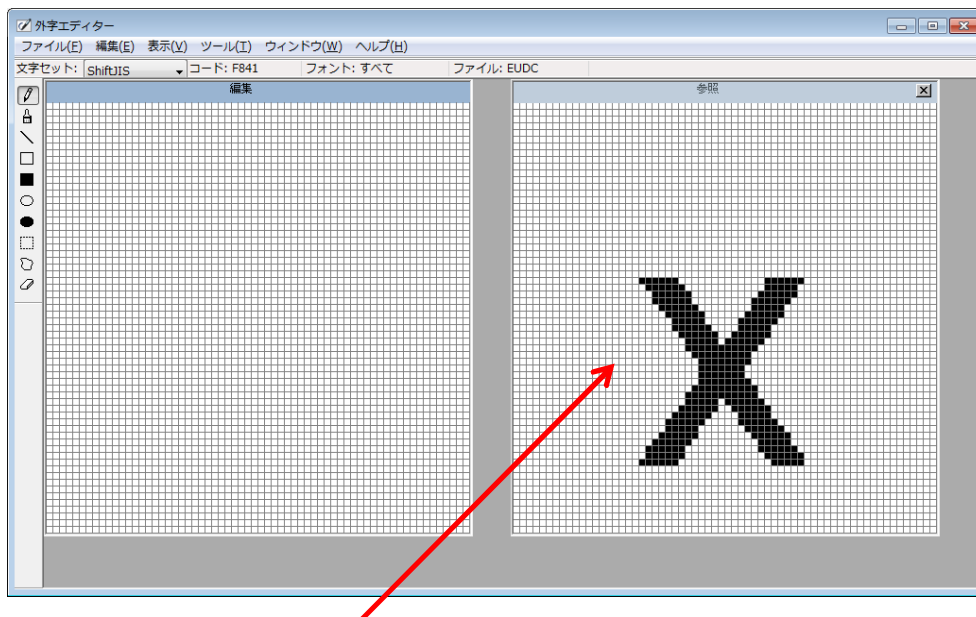 外字エディター
ファイル(F) 編集(E) 表示(V) ツール(T) ウィンドウ(W) ヘルプ(H)
文字セット: ShiftJIS コード: F841 フォント: すべて ファイル: EUDC
編集 参照
x